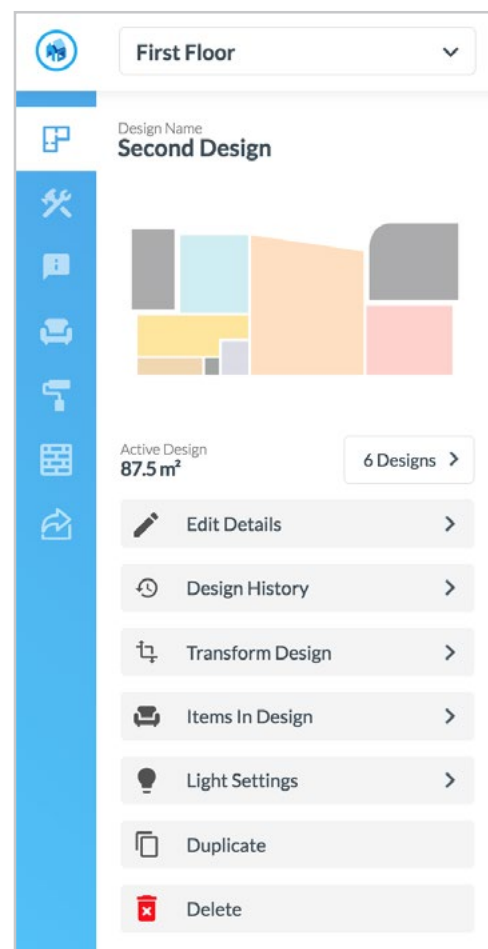 First Floor
Design Name
Second Design
Active Design
87.5 m²
6 Designs
Edit Details
Design History
Transform Design
Items In Design
Light Settings
Duplicate
Delete